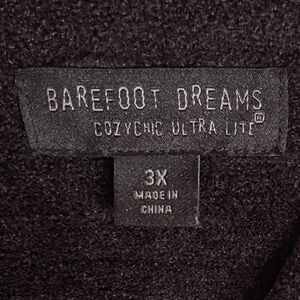 BAREFOOT DREAMS
COZYCHIC ULTRA LITE®
3X
MADE IN
CHINA